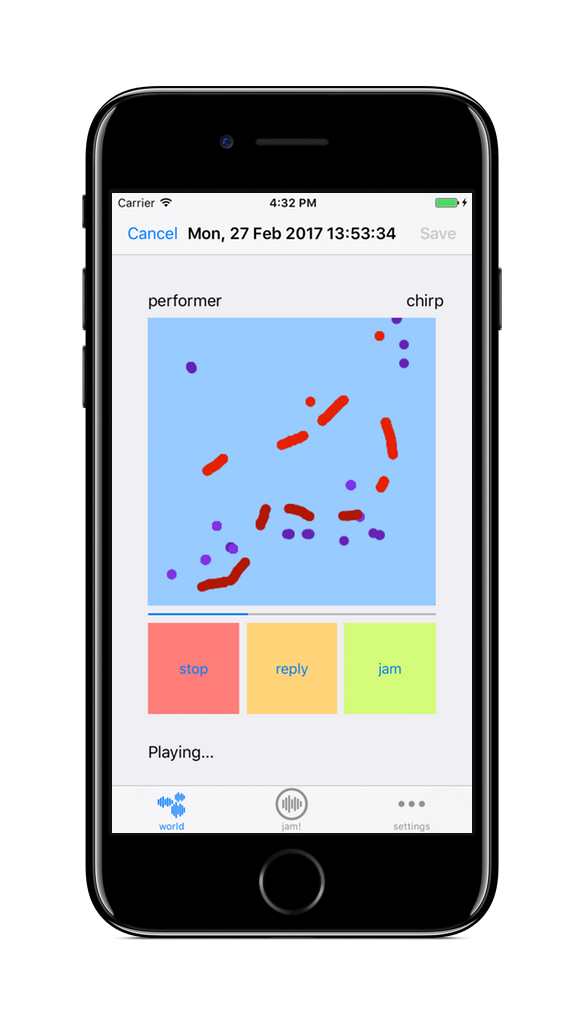 Carrier 4:32 PM
Cancel Mon, 27 Feb 2017 13:53:34 Save
performer chirp
stop reply jam
Playing...
world jam! settings